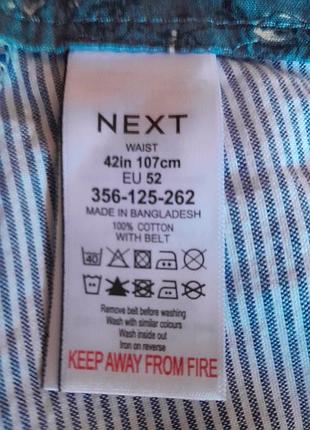 NEXT
WAIST
42in 107cm
EU 52
356-125-262
MADE IN BANGLADESH
100% COTTON
WITH BELT
40
Remove belt before washing
Wash with similar colours
Wash inside out
Iron on reverse
KEEP AWAY FROM FIRE